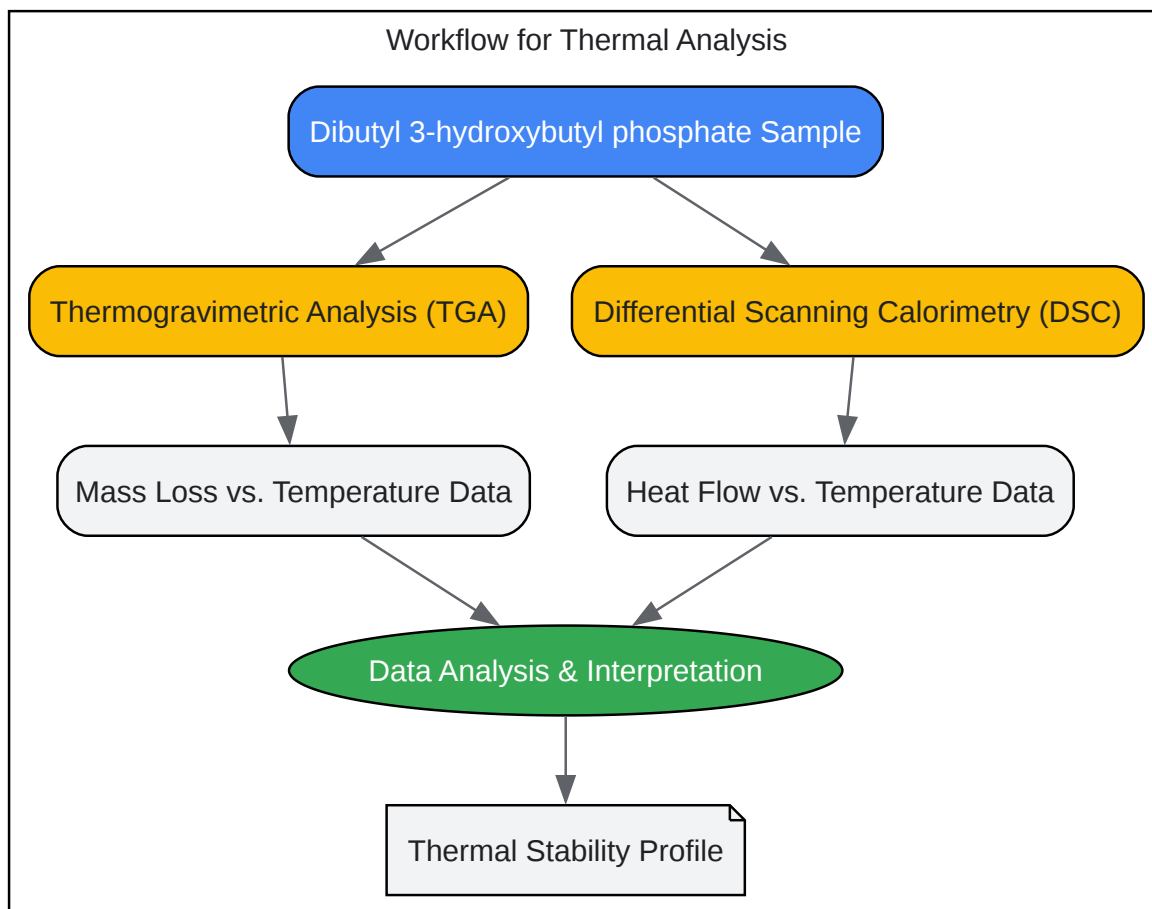 Workflow for Thermal Analysis
Dibutyl 3-hydroxybutyl phosphate Sample
Thermogravimetric Analysis (TGA)
Differential Scanning Calorimetry (DSC)
Mass Loss vs. Temperature Data
Heat Flow vs. Temperature Data
Data Analysis & Interpretation
Thermal Stability Profile